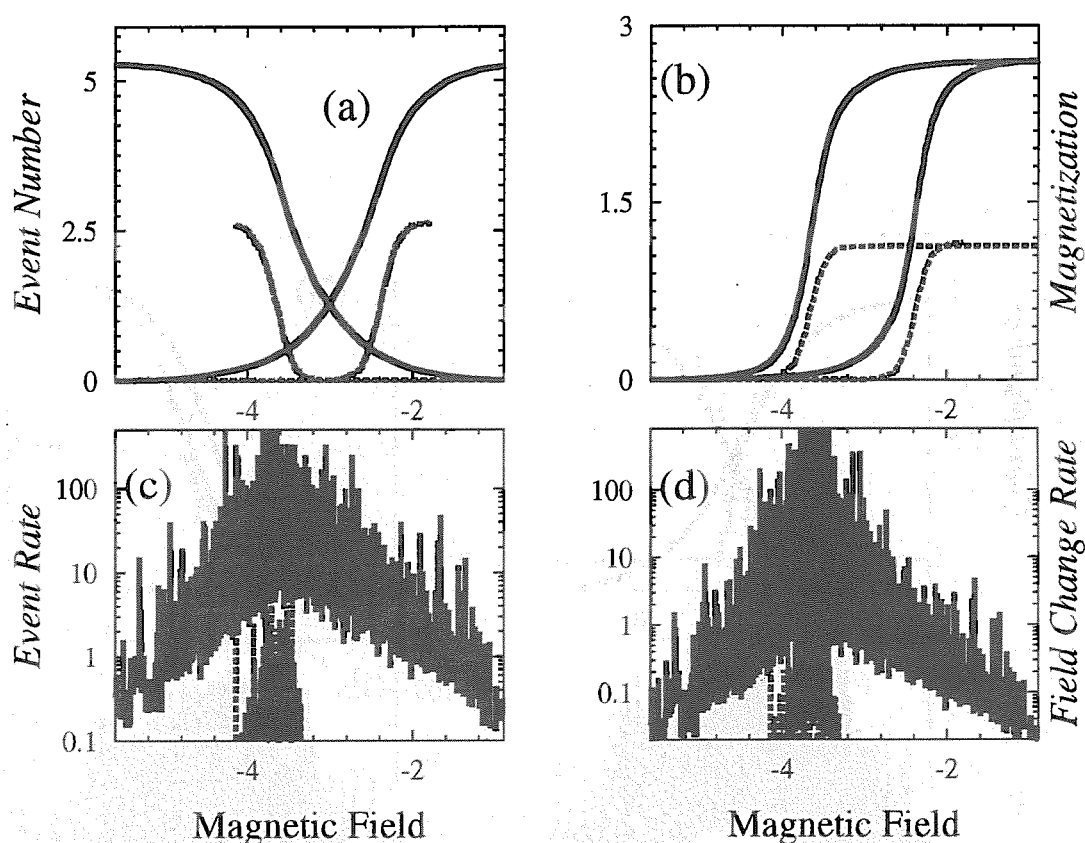 3
5
(a)
(b)
Event Number
Magnetization
2.5
1.5
0
0
-4
-2
-4
-2
(c)
(d)
100
100
10
10
1
1
0.1
0.1
Event Rate
Field Change Rate
-4
-2
-4
-2
Magnetic Field
Magnetic Field